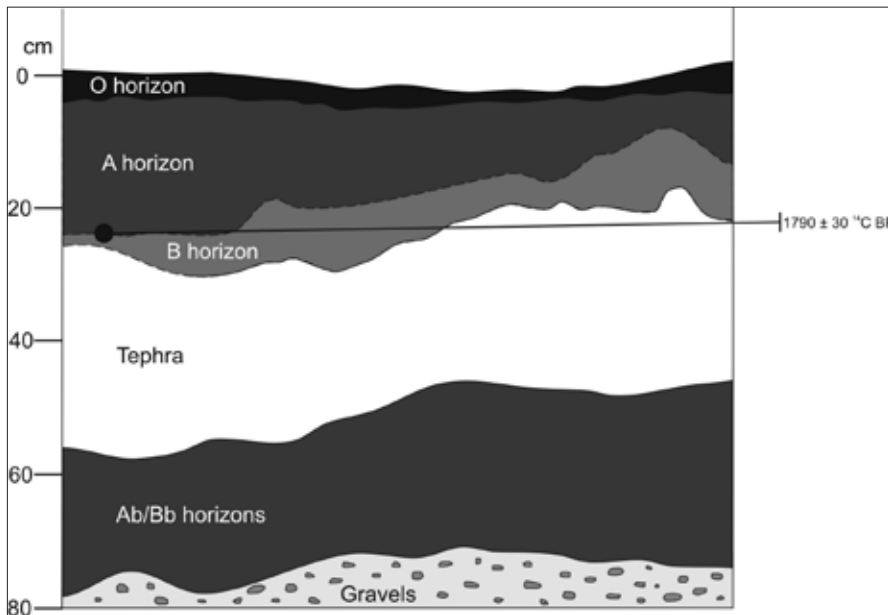 cm
0
O horizon
A horizon
20
1790 ± 30 ¹⁴C BP
B horizon
40
Tephra
60
Ab/Bb horizons
Gravels
80